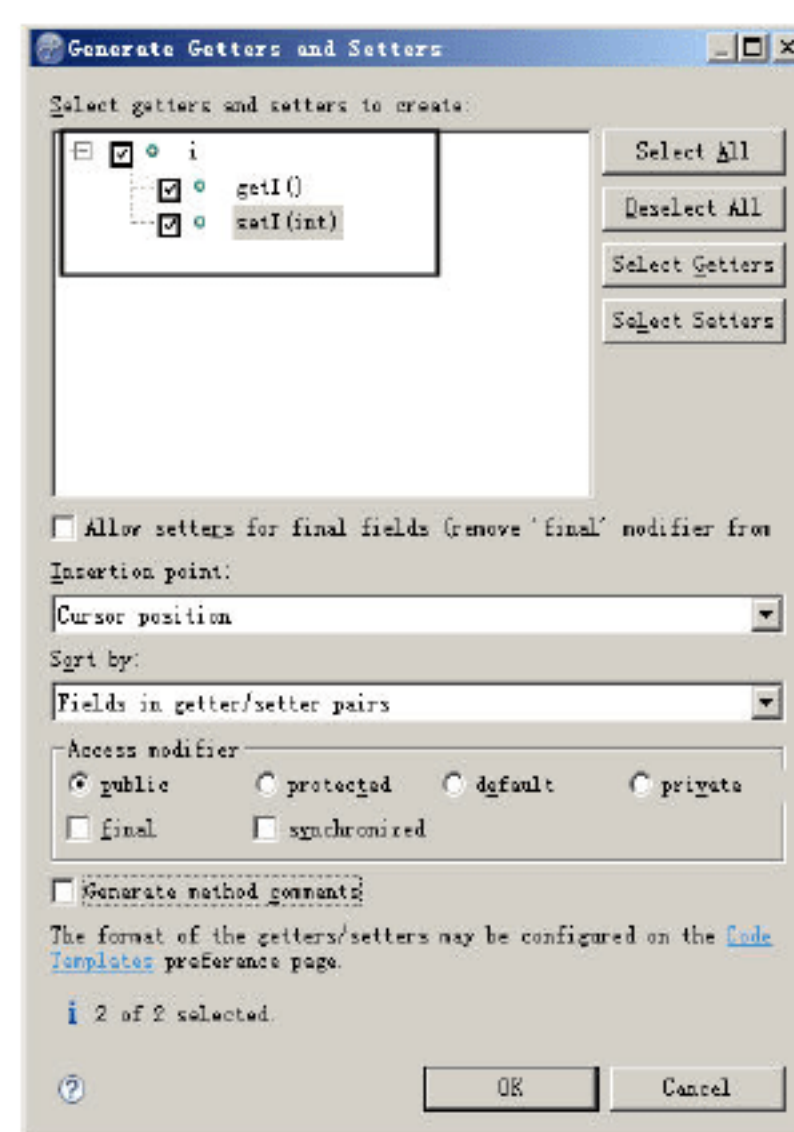 Generate Getters and Setters
Select getters and setters to create:
i
getI()
setI(int)
Select All
Deselect All
Select Getters
Select Setters
Allow setters for final fields (remove 'final' modifier from
Insertion point:
Cursor position
Sort by:
Fields in getter/setter pairs
Access modifier
public protected default private
final synchronized
Generate method comments
The format of the getters/setters may be configured on the Code
Templates preference page.
i 2 of 2 selected.
? OK Cancel